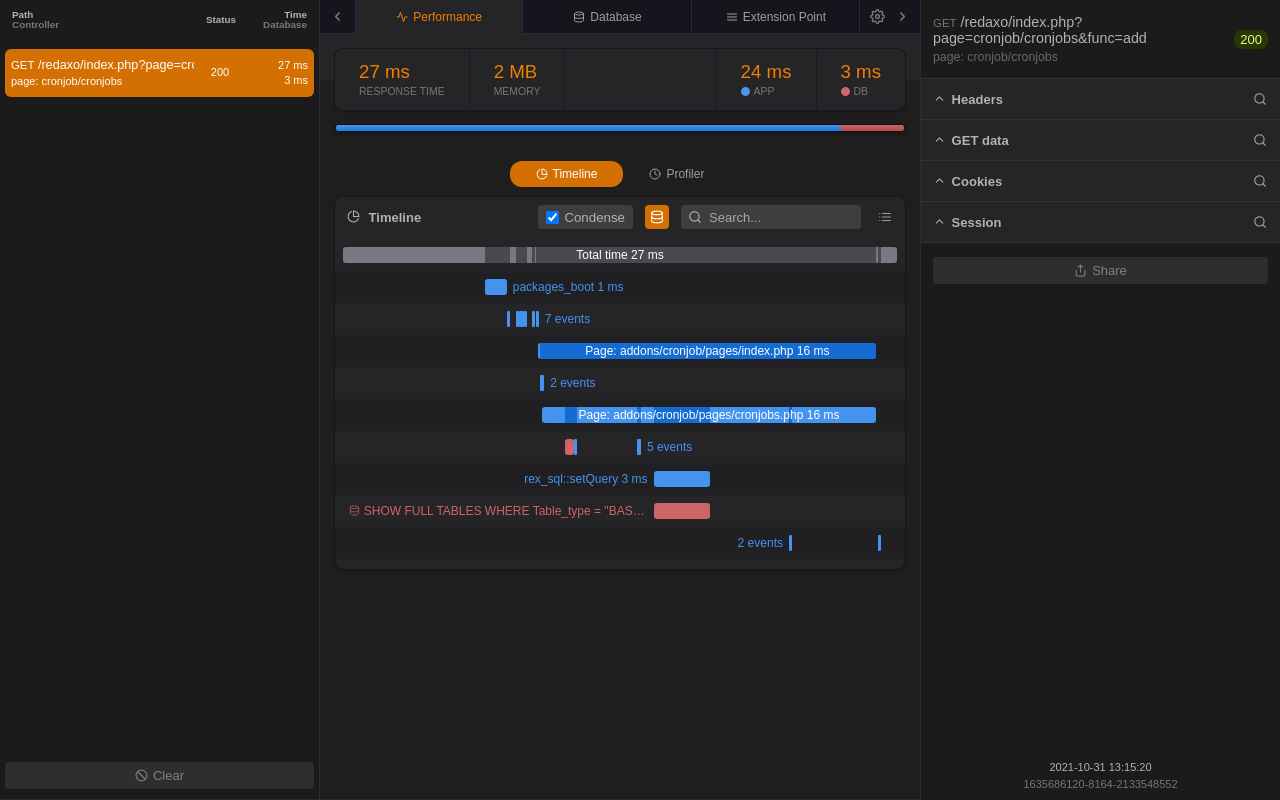 Path
Controller
Status
Time
Database
GET /redaxo/index.php?page=cro
page: cronjob/cronjobs
200
27 ms
3 ms
Clear
Performance
Database
Extension Point
27 ms
RESPONSE TIME
2 MB
MEMORY
24 ms
APP
3 ms
DB
Timeline
Profiler
Timeline
Condense
Search...
Total time 27 ms
packages_boot 1 ms
7 events
Page: addons/cronjob/pages/index.php 16 ms
2 events
Page: addons/cronjob/pages/cronjobs.php 16 ms
5 events
rex_sql::setQuery 3 ms
SHOW FULL TABLES WHERE Table_type = "BAS…
2 events
GET /redaxo/index.php?
page=cronjob/cronjobs&func=add
page: cronjob/cronjobs
200
Headers
GET data
Cookies
Session
Share
2021-10-31 13:15:20
1635686120-8164-2133548552